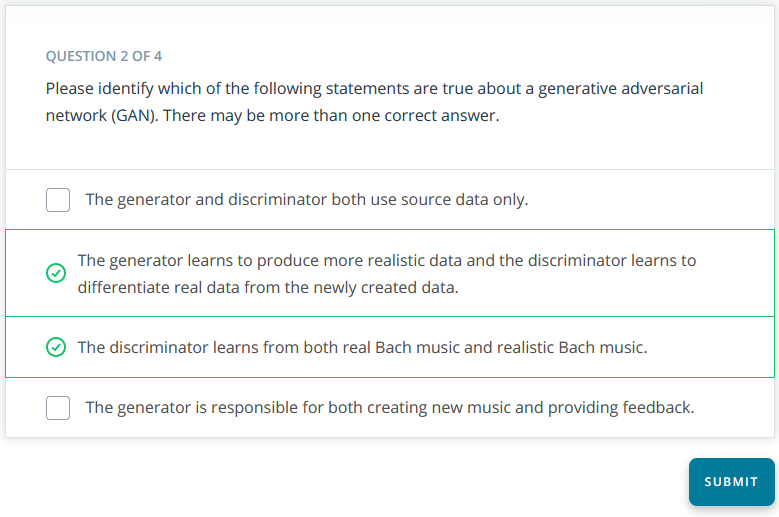 QUESTION 2 OF 4
Please identify which of the following statements are true about a generative adversarial
network (GAN). There may be more than one correct answer.
The generator and discriminator both use source data only.
The generator learns to produce more realistic data and the discriminator learns to
differentiate real data from the newly created data.
The discriminator learns from both real Bach music and realistic Bach music.
The generator is responsible for both creating new music and providing feedback.
SUBMIT